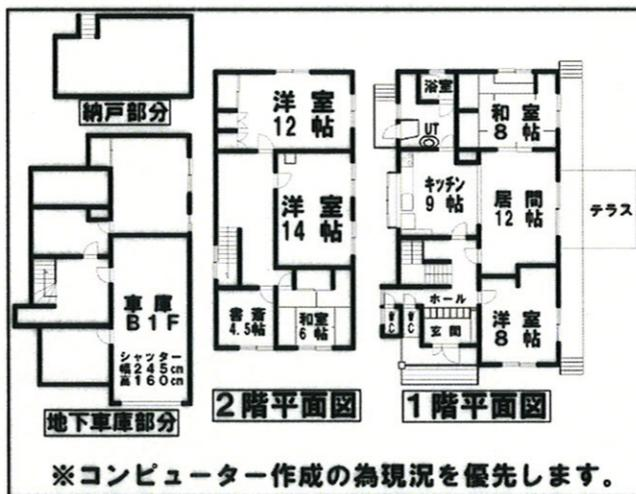 納戸部分
車庫
B1F
シャッター
幅245cm
高160cm
地下車庫部分
洋室
12帖
洋室
14帖
書斎
4.5帖
和室
6帖
2階平面図
浴室
UT
和室
8帖
キッチン
9帖
居間
12帖
テラス
ホール
WC
WC
玄関
洋室
8帖
1階平面図
※コンピューター作成の為現況を優先します。